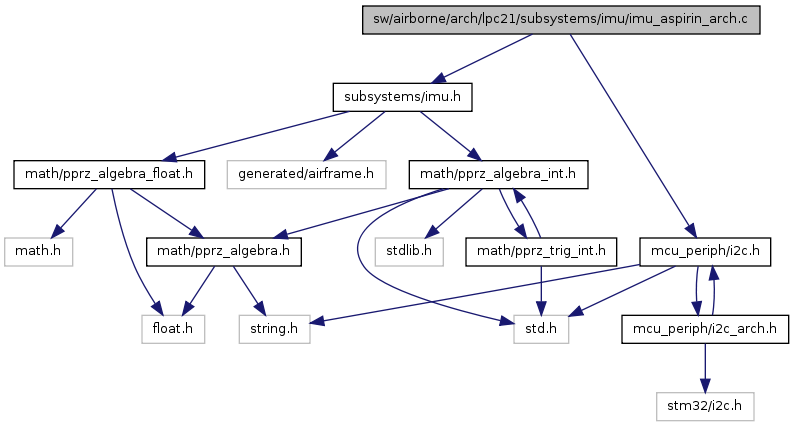 sw/airborne/arch/lpc21/subsystems/imu/imu_aspirin_arch.c
subsystems/imu.h
math/pprz_algebra_float.h
generated/airframe.h
math/pprz_algebra_int.h
math.h
math/pprz_algebra.h
stdlib.h
math/pprz_trig_int.h
mcu_periph/i2c.h
float.h
string.h
std.h
mcu_periph/i2c_arch.h
stm32/i2c.h